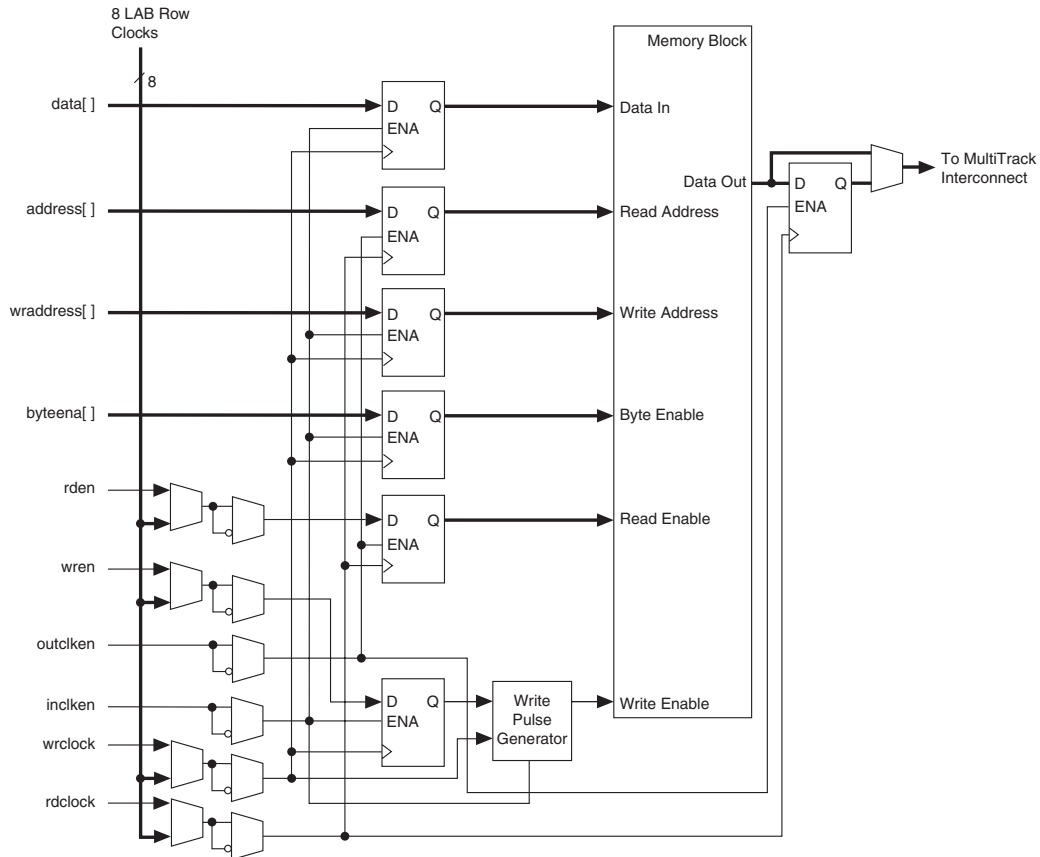 8 LAB Row
Clocks
8
Memory Block
data[ ]
D Q
ENA
Data In
To MultiTrack
Interconnect
Data Out
D Q
ENA
address[ ]
D Q
ENA
Read Address
wraddress[ ]
D Q
ENA
Write Address
byteena[ ]
D Q
ENA
Byte Enable
rden
D Q
ENA
Read Enable
wren
outclken
inclken
D Q
ENA
Write
Pulse
Generator
Write Enable
wrclock
rdclock